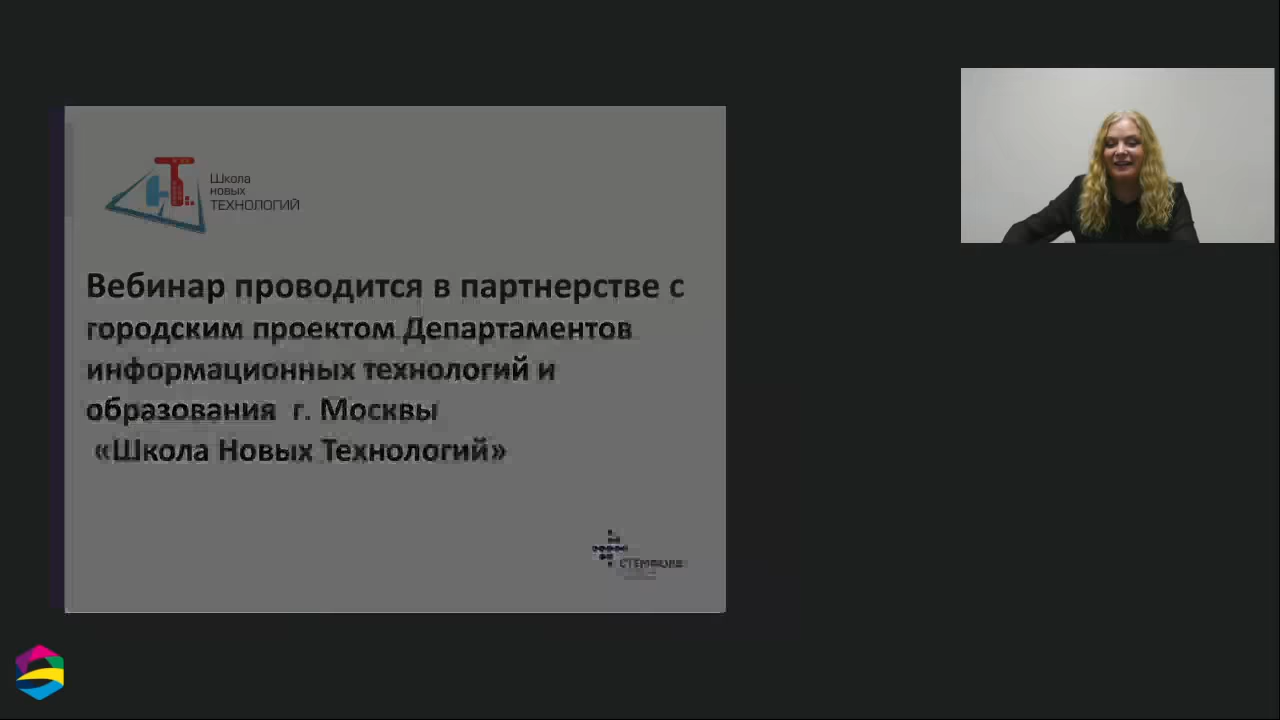 Школа
новых
ТЕХНОЛОГИЙ
Вебинар проводится в партнерстве с
городским проектом Департаментов
информационных технологий и
образования г. Москвы
«Школа Новых Технологий»